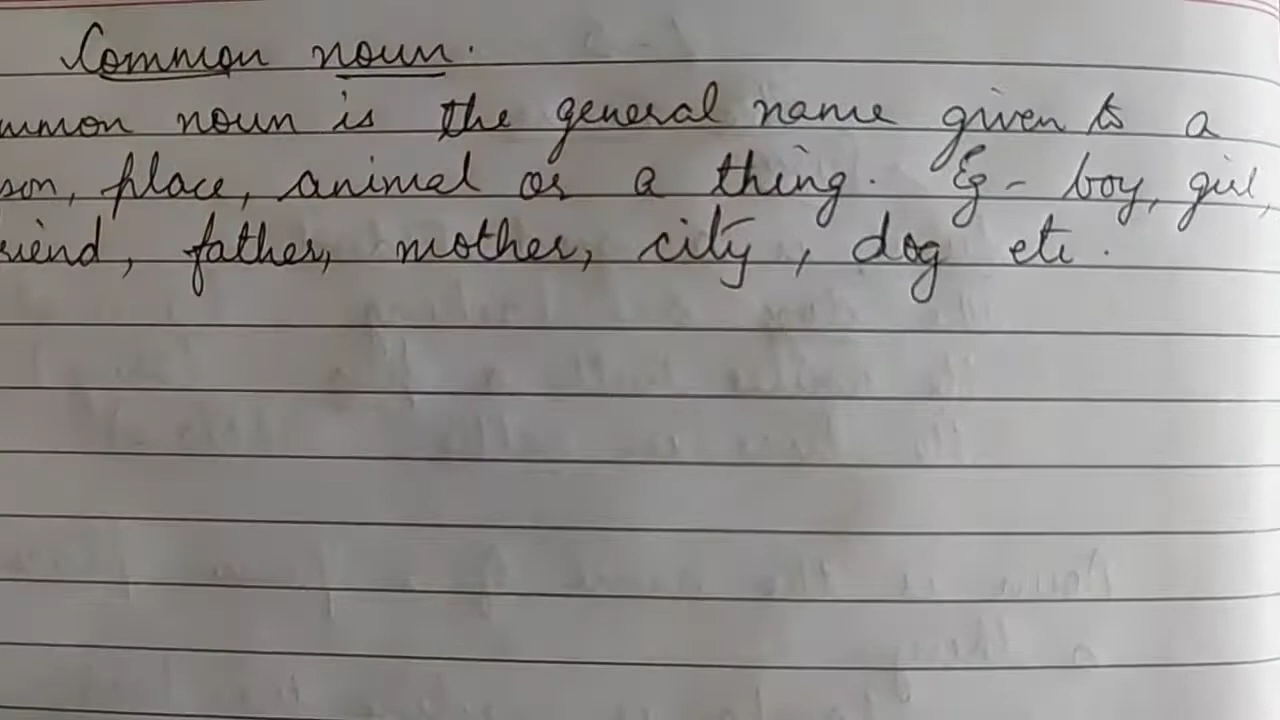 Common noun.
mmon noun is the general name given to a
son, place, animal or a thing. Eg - boy, girl,
riend, father, mother, city, dog etc.